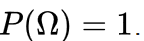 P(Ω) = 1.